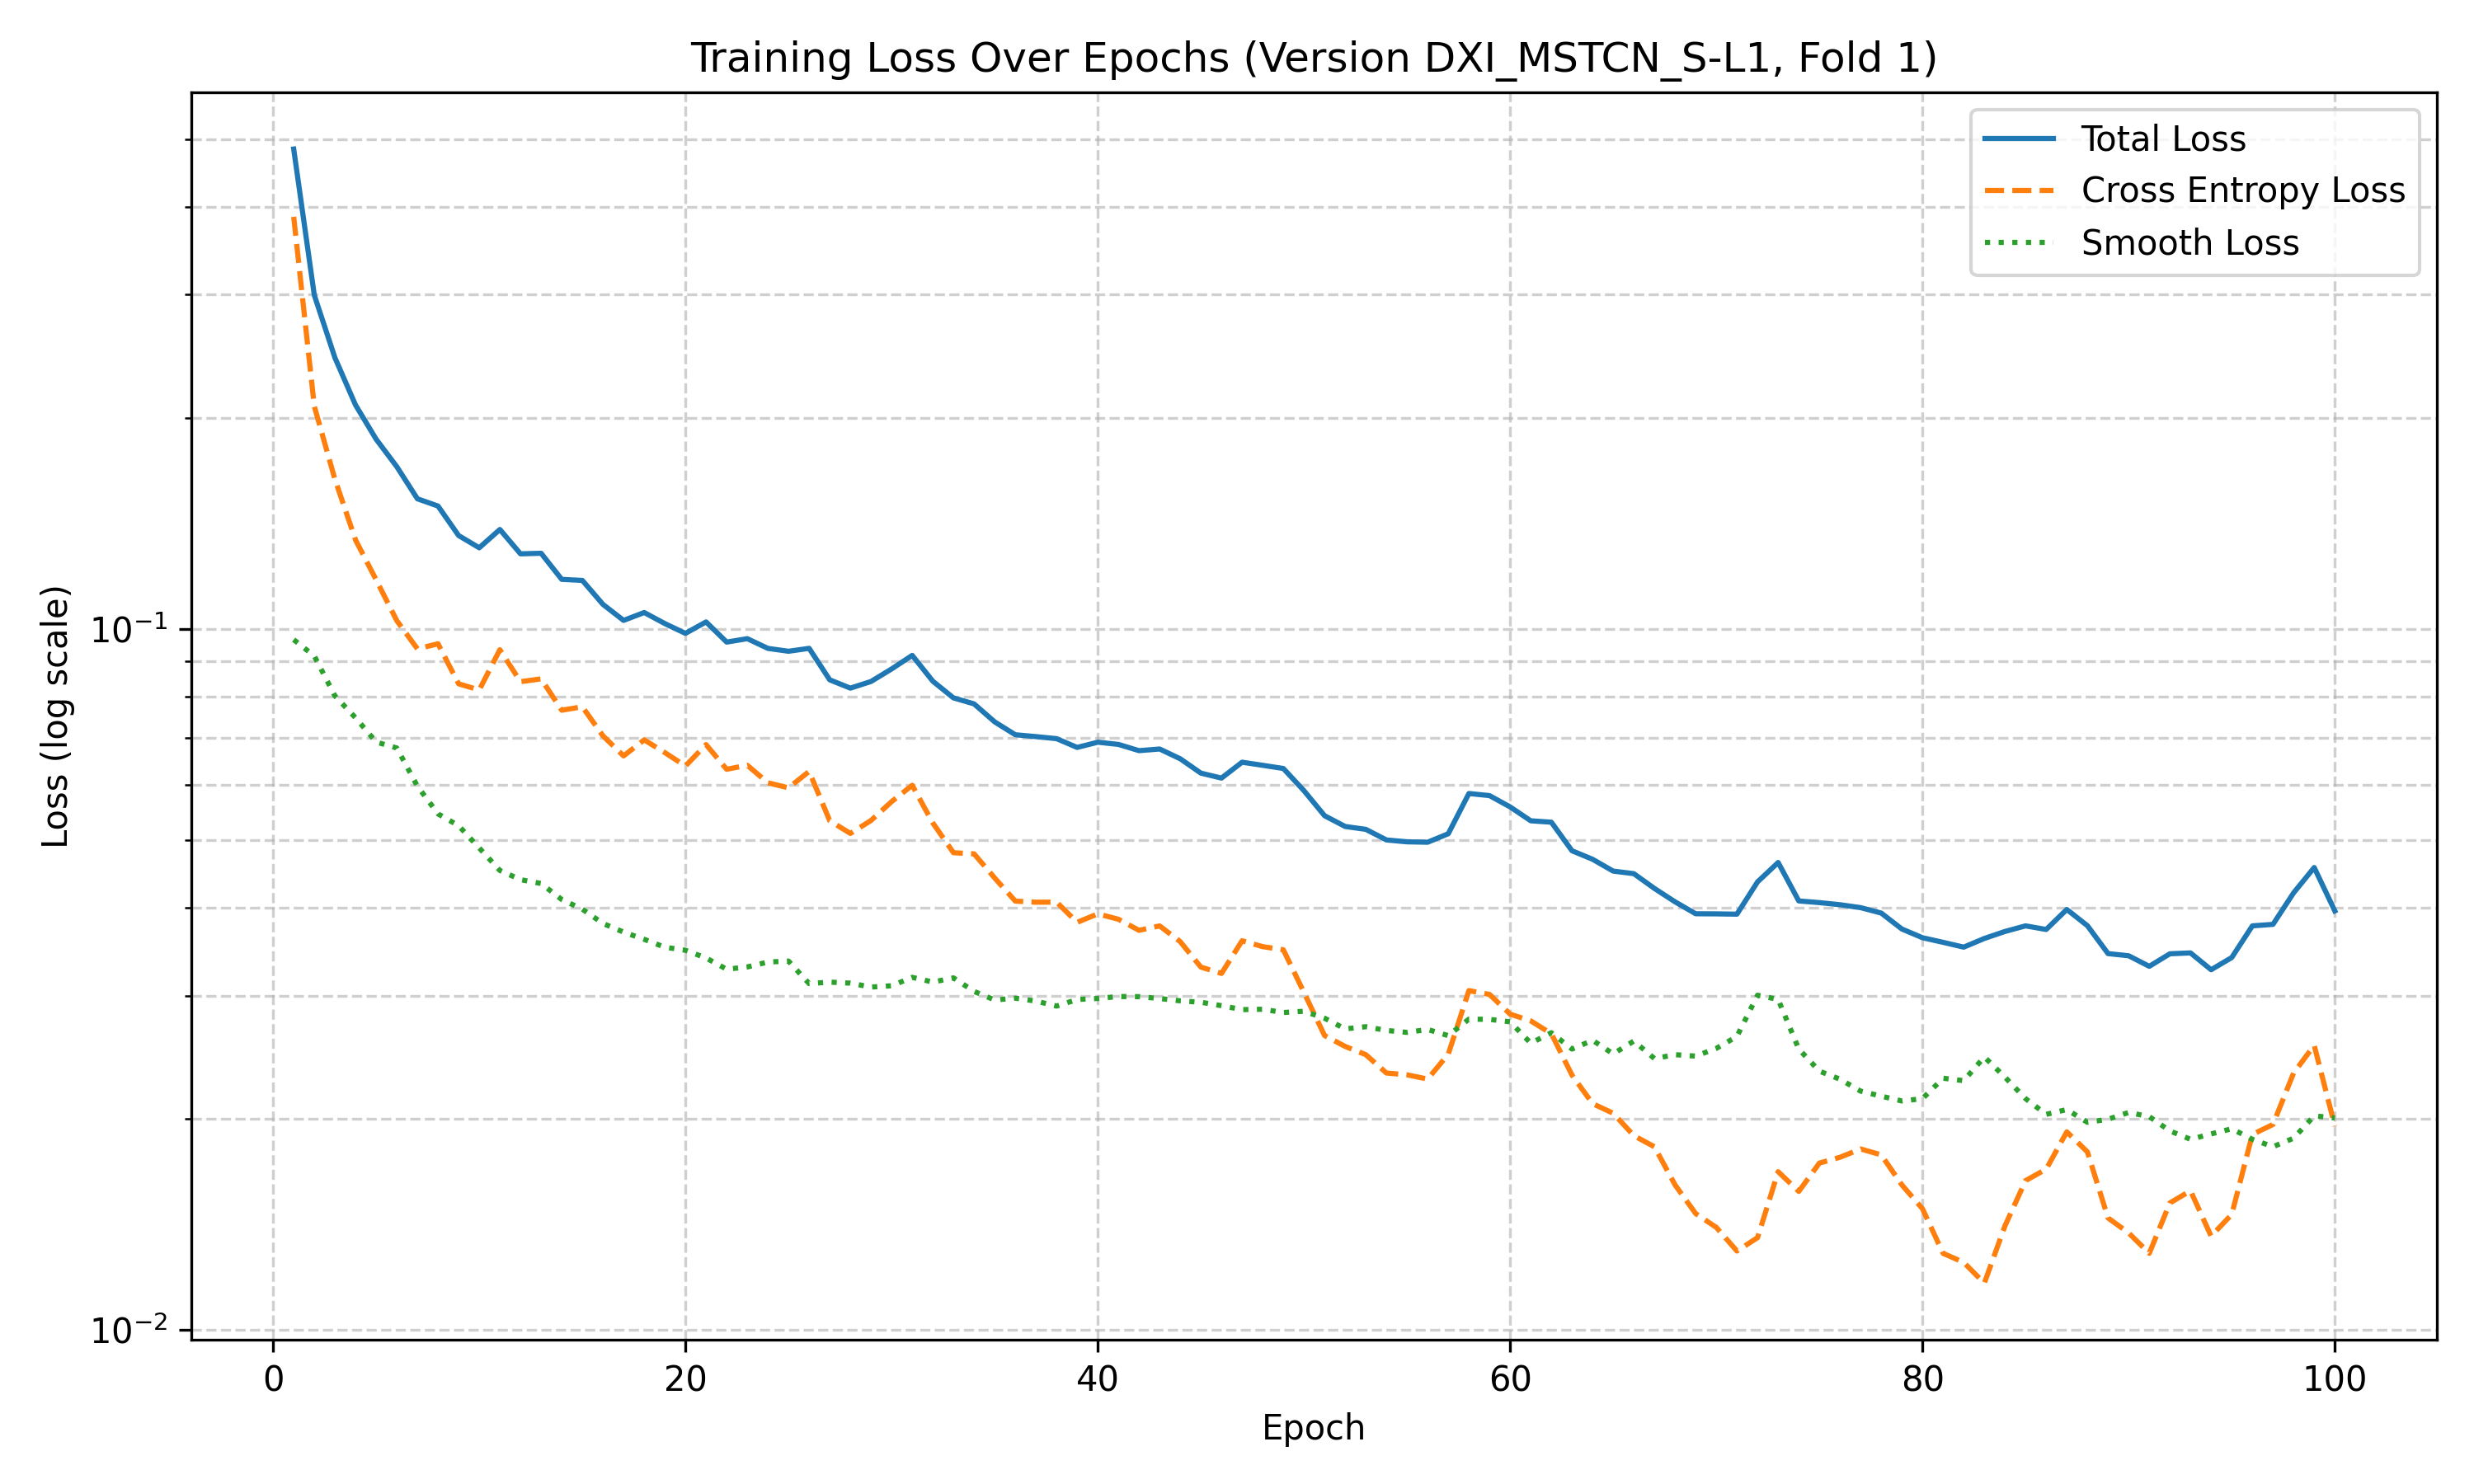 Training Loss Over Epochs (Version DXI_MSTCN_S-L1, Fold 1)
Total Loss
Cross Entropy Loss
Smooth Loss
Loss (log scale)
10⁻¹
10⁻²
0 20 40 60 80 100
Epoch